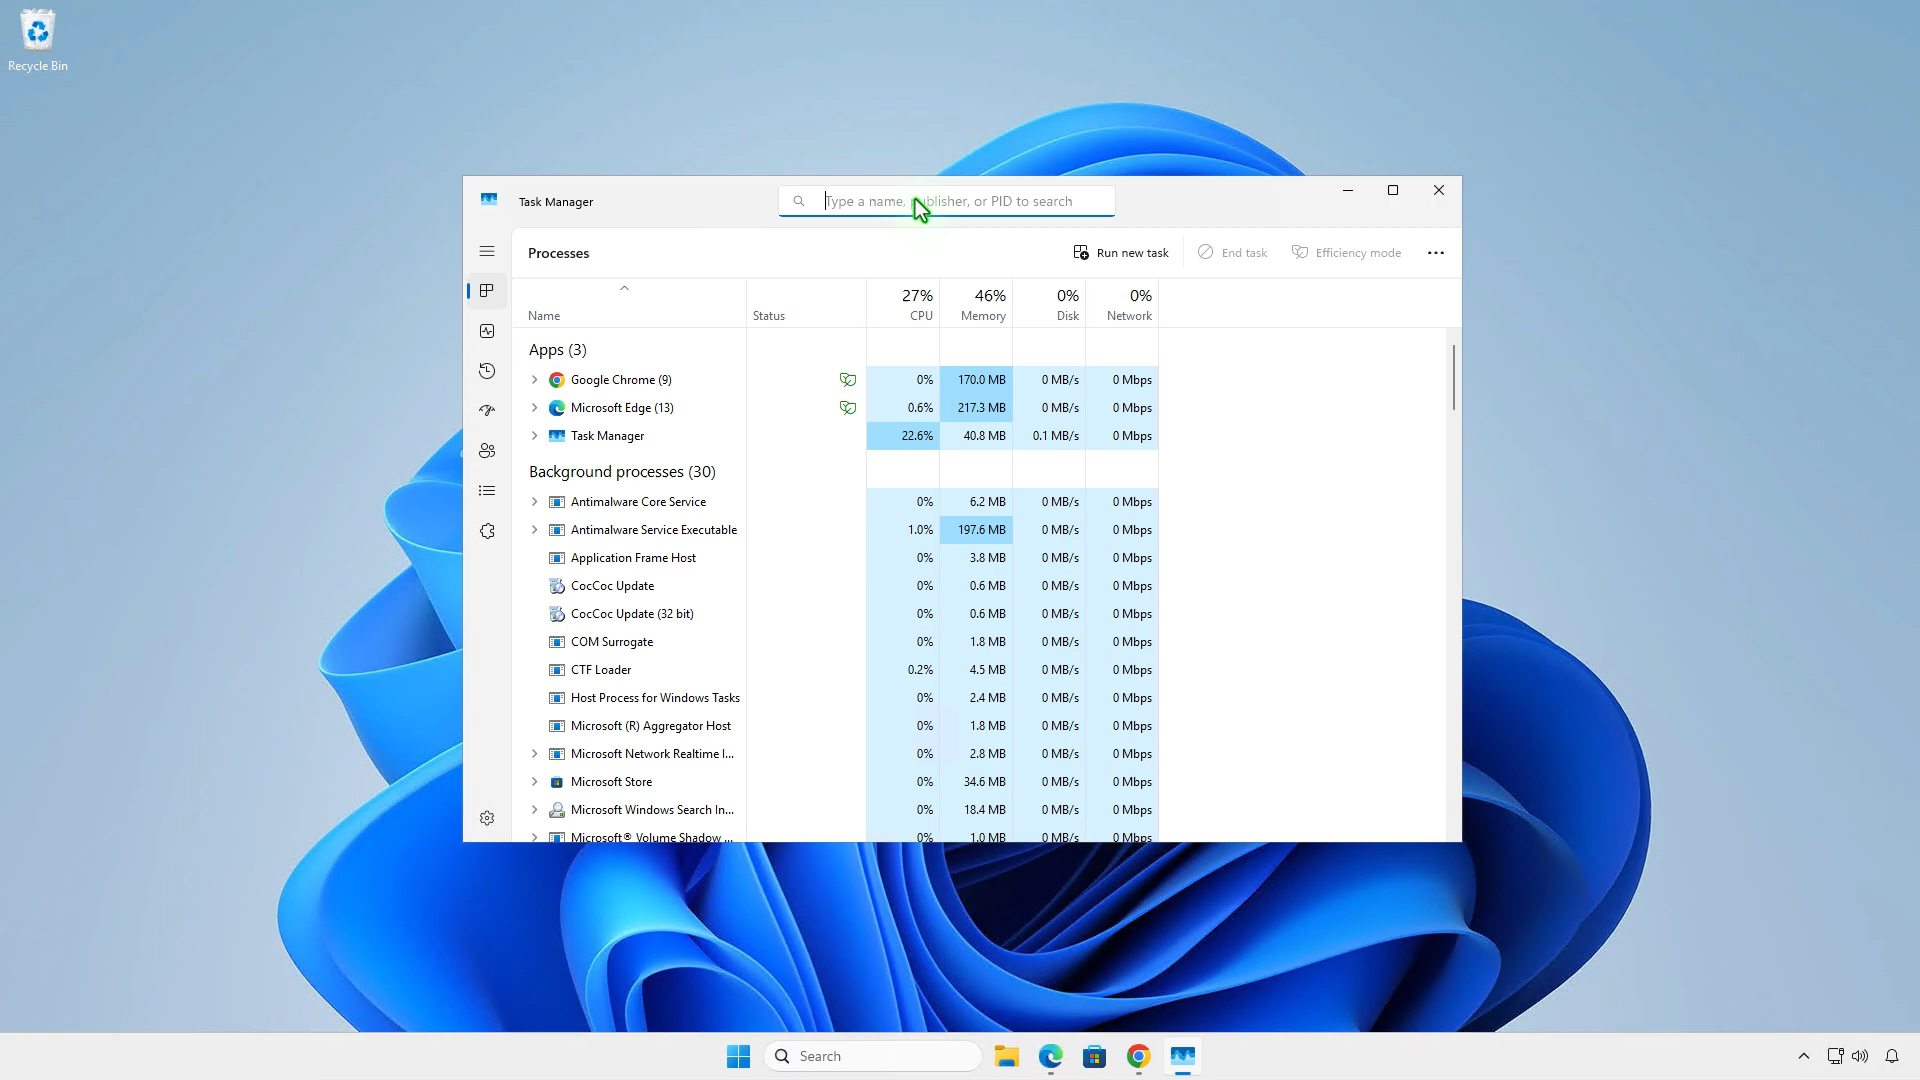 Recycle Bin
Task Manager
Type a name, publisher, or PID to search
Processes
Run new task
End task
Efficiency mode
27% 46% 0% 0%
Name Status CPU Memory Disk Network
Apps (3)
Google Chrome (9) 0% 170.0 MB 0 MB/s 0 Mbps
Microsoft Edge (13) 0.6% 217.3 MB 0 MB/s 0 Mbps
Task Manager 22.6% 40.8 MB 0.1 MB/s 0 Mbps
Background processes (30)
Antimalware Core Service 0% 6.2 MB 0 MB/s 0 Mbps
Antimalware Service Executable 1.0% 197.6 MB 0 MB/s 0 Mbps
Application Frame Host 0% 3.8 MB 0 MB/s 0 Mbps
CocCoc Update 0% 0.6 MB 0 MB/s 0 Mbps
CocCoc Update (32 bit) 0% 0.6 MB 0 MB/s 0 Mbps
COM Surrogate 0% 1.8 MB 0 MB/s 0 Mbps
CTF Loader 0.2% 4.5 MB 0 MB/s 0 Mbps
Host Process for Windows Tasks 0% 2.4 MB 0 MB/s 0 Mbps
Microsoft (R) Aggregator Host 0% 1.8 MB 0 MB/s 0 Mbps
Microsoft Network Realtime I... 0% 2.8 MB 0 MB/s 0 Mbps
Microsoft Store 0% 34.6 MB 0 MB/s 0 Mbps
Microsoft Windows Search In... 0% 18.4 MB 0 MB/s 0 Mbps
Microsoft® Volume Shadow ... 0% 1.0 MB 0 MB/s 0 Mbps
Search